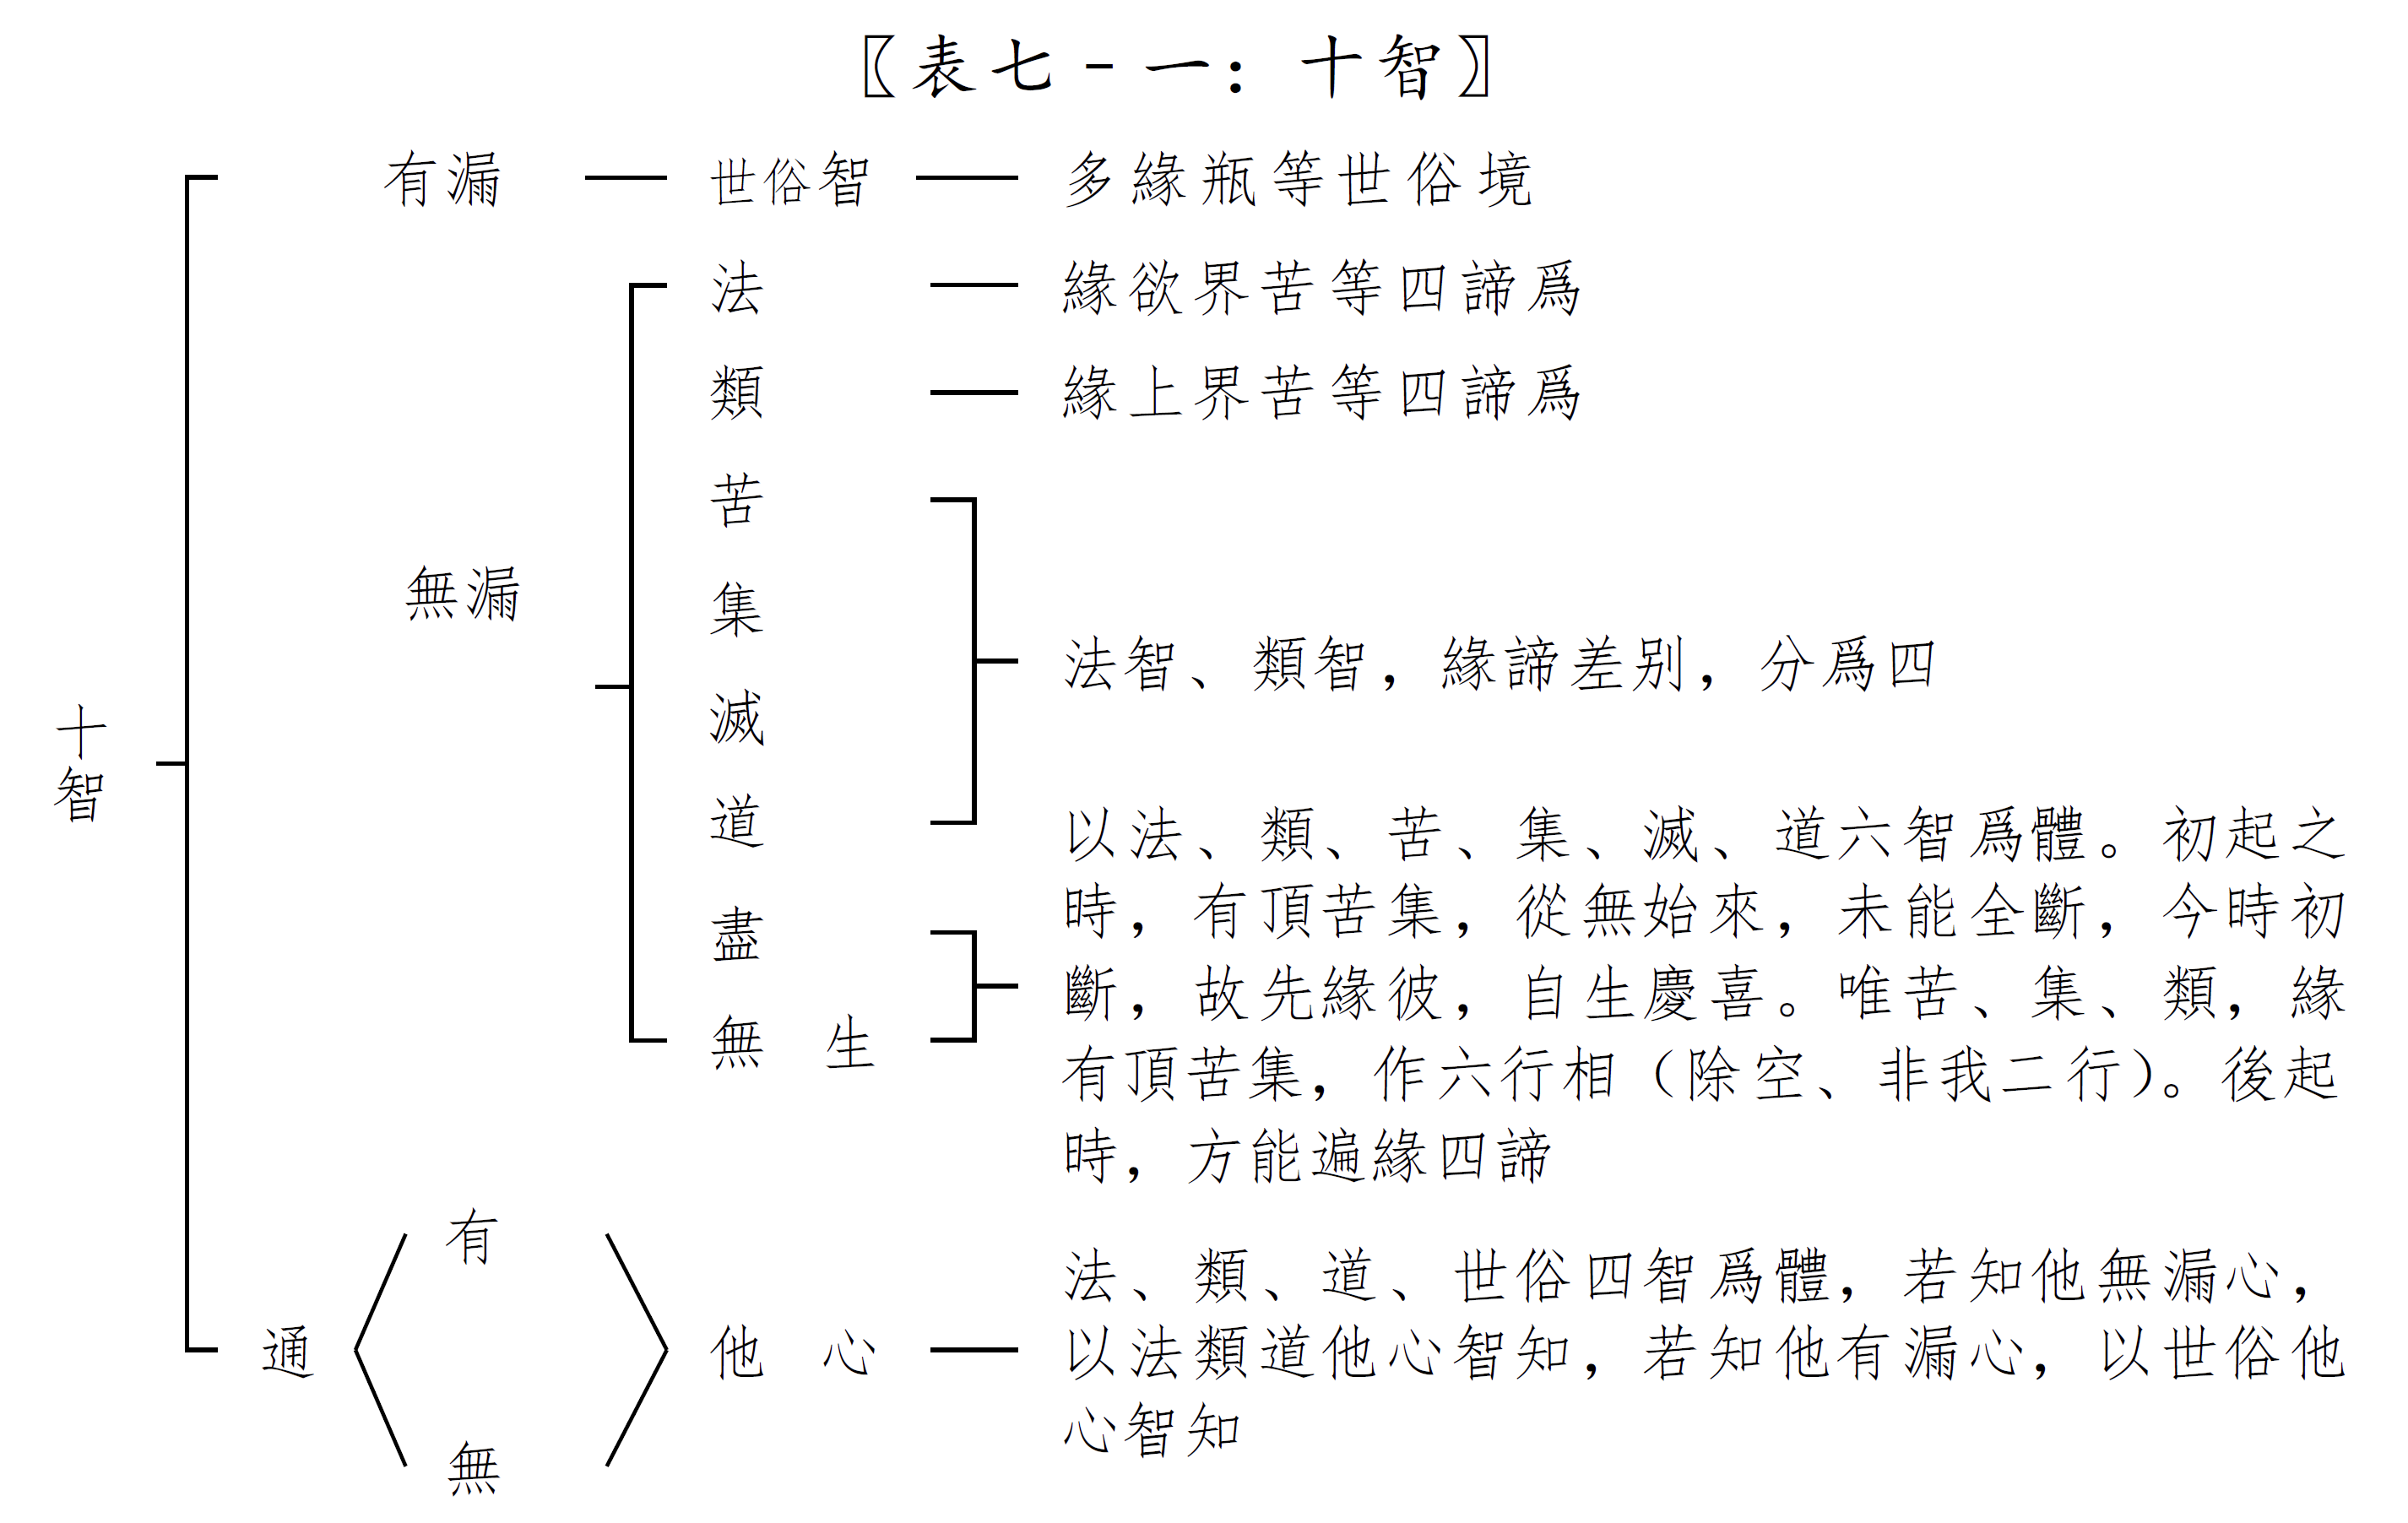 〖表七-一：十智〗
十智
有漏
世俗智
多緣瓶等世俗境
無漏
法
緣欲界苦等四諦爲
類
緣上界苦等四諦爲
苦
集
滅
道
法智、類智，緣諦差別，分爲四
盡
無 生
以法、類、苦、集、滅、道六智爲體。初起之
時，有頂苦集，從無始來，未能全斷，今時初
斷，故先緣彼，自生慶喜。唯苦、集、類，緣
有頂苦集，作六行相（除空、非我二行）。後起
時，方能遍緣四諦
通
有
無
他 心
法、類、道、世俗四智爲體，若知他無漏心，
以法類道他心智知，若知他有漏心，以世俗他
心智知